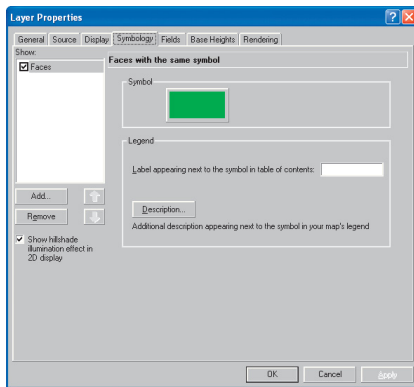 Layer Properties
General Source Display Symbology Fields Base Heights Rendering
Show:
Faces
Faces with the same symbol
Symbol
Legend
Label appearing next to the symbol in table of contents:
Add...
Remove
Description...
Additional description appearing next to the symbol in your map's legend
Show hillshade
illumination effect in
2D display
OK Cancel Apply